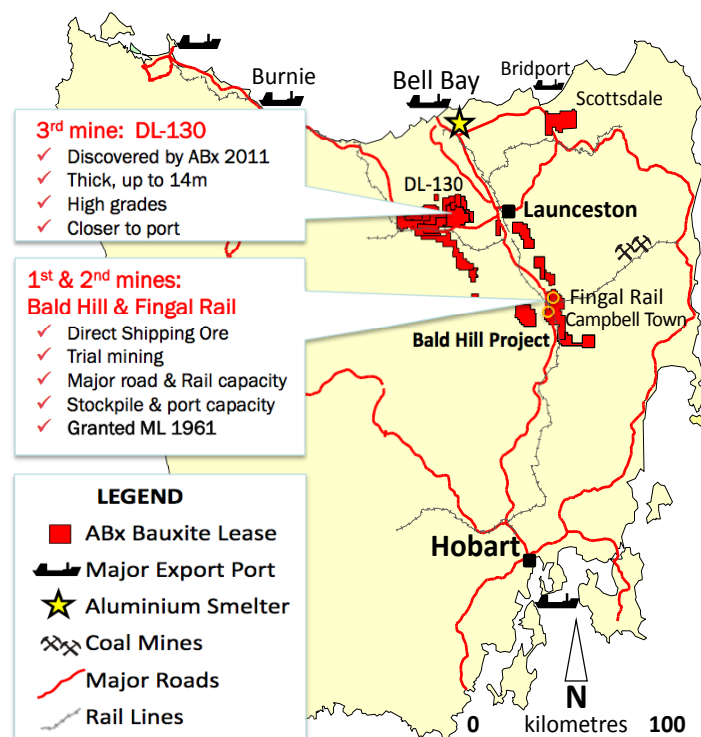 Burnie
Bell Bay
Bridport
Scottsdale
3rd mine: DL-130
✓ Discovered by ABx 2011
✓ Thick, up to 14m
✓ High grades
✓ Closer to port
DL-130
Launceston
1st & 2nd mines:
Bald Hill & Fingal Rail
✓ Direct Shipping Ore
✓ Trial mining
✓ Major road & Rail capacity
✓ Stockpile & port capacity
✓ Granted ML 1961
Fingal Rail
Campbell Town
Bald Hill Project
LEGEND
ABx Bauxite Lease
Major Export Port
Aluminium Smelter
Coal Mines
Major Roads
Rail Lines
Hobart
N
0 kilometres 100